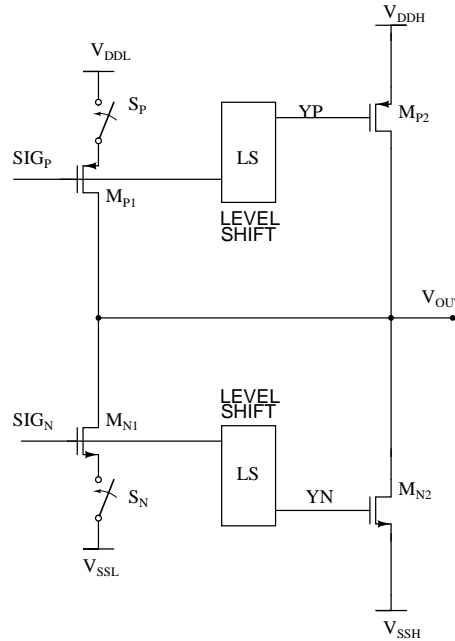 V_DDH
V_DDL
S_P
YP
M_P2
SIG_P
LS
M_P1
LEVEL
SHIFT
V_OUT
LEVEL
SHIFT
SIG_N
M_N1
LS
S_N
YN
M_N2
V_SSL
V_SSH